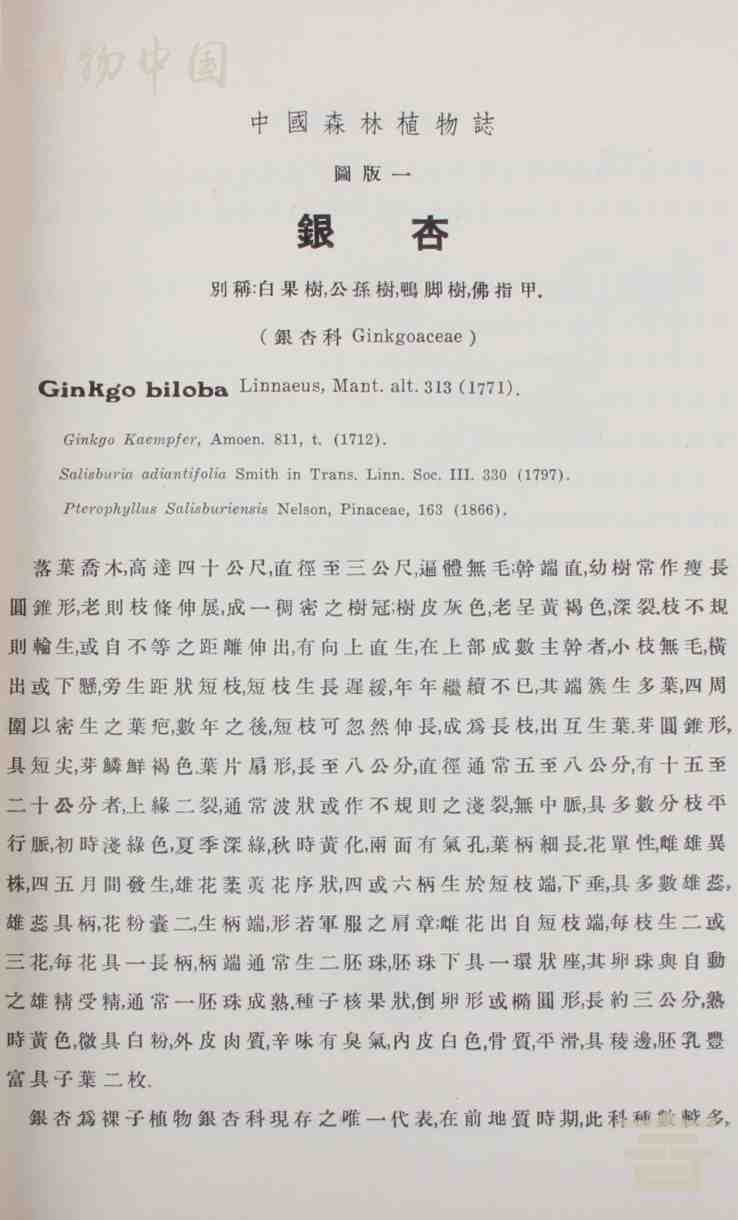 物中国
中國森林植物誌
圖版一
銀杏
別稱:白果樹,公孫樹,鴨脚樹,佛指甲.
(銀杏科 Ginkgoaceae)
Ginkgo biloba Linnaeus, Mant. alt. 313 (1771).
Ginkgo Kaempfer, Amoen. 811, t. (1712).
Salisburia adiantifolia Smith in Trans. Linn. Soc. III. 330 (1797).
Pterophyllus Salisburiensis Nelson, Pinaceae, 163 (1866).
落葉喬木,高達四十公尺,直徑至三公尺,逼體無毛;幹端直,幼樹常作瘦長
圓錐形,老則枝條伸展,成一稠密之樹冠;樹皮灰色,老呈黃褐色,深裂.枝不規
則輪生,或自不等之距離伸出,有向上直生,在上部成數主幹者,小枝無毛,橫
出或下懸,旁生距狀短枝,短枝生長遲緩,年年繼續不已,其端簇生多葉,四周
圍以密生之葉疤,數年之後,短枝可忽然伸長,成爲長枝,出互生葉.芽圓錐形,
具短尖,芽鱗鮮褐色.葉片扇形,長至八公分,直徑通常五至八公分,有十五至
二十公分者,上緣二裂,通常波狀或作不規則之淺裂,無中脈,具多數分枝平
行脈,初時淺綠色,夏季深綠,秋時黃化,兩面有氣孔,葉柄細長.花單性,雌雄異
株,四五月間發生,雄花葇荑花序狀,四或六柄生於短枝端,下垂,具多數雄蕊,
雄蕊具柄,花粉囊二,生柄端,形若軍服之肩章;雌花出自短枝端,每枝生二或
三花,每花具一長柄,柄端通常生二胚珠,胚珠下具一環狀座,其卵珠與自動
之雄精受精,通常一胚珠成熟.種子核果狀,倒卵形或橢圓形,長約三公分,熟
時黃色,微具白粉,外皮肉質,辛味有臭氣,內皮白色,骨質,平滑,具稜邊,胚乳豐
富具子葉二枚.
銀杏爲裸子植物銀杏科現存之唯一代表,在前地質時期,此科種數較多,